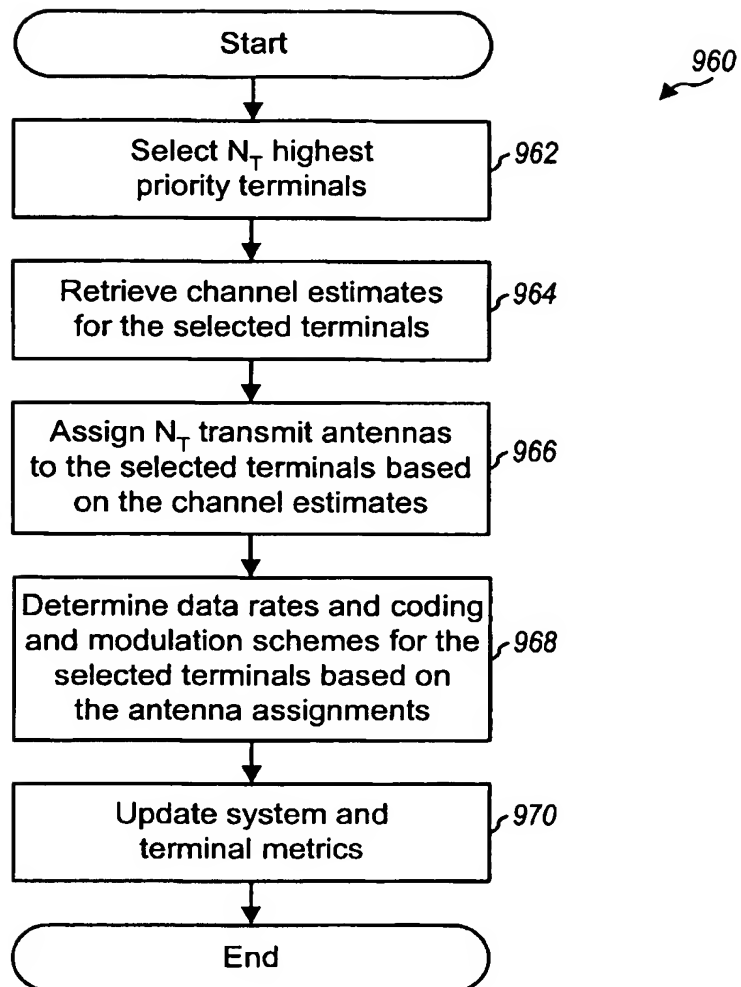 Start
960
Select N_T highest
priority terminals
962
Retrieve channel estimates
for the selected terminals
964
Assign N_T transmit antennas
to the selected terminals based
on the channel estimates
966
Determine data rates and coding
and modulation schemes for the
selected terminals based on
the antenna assignments
968
Update system and
terminal metrics
970
End